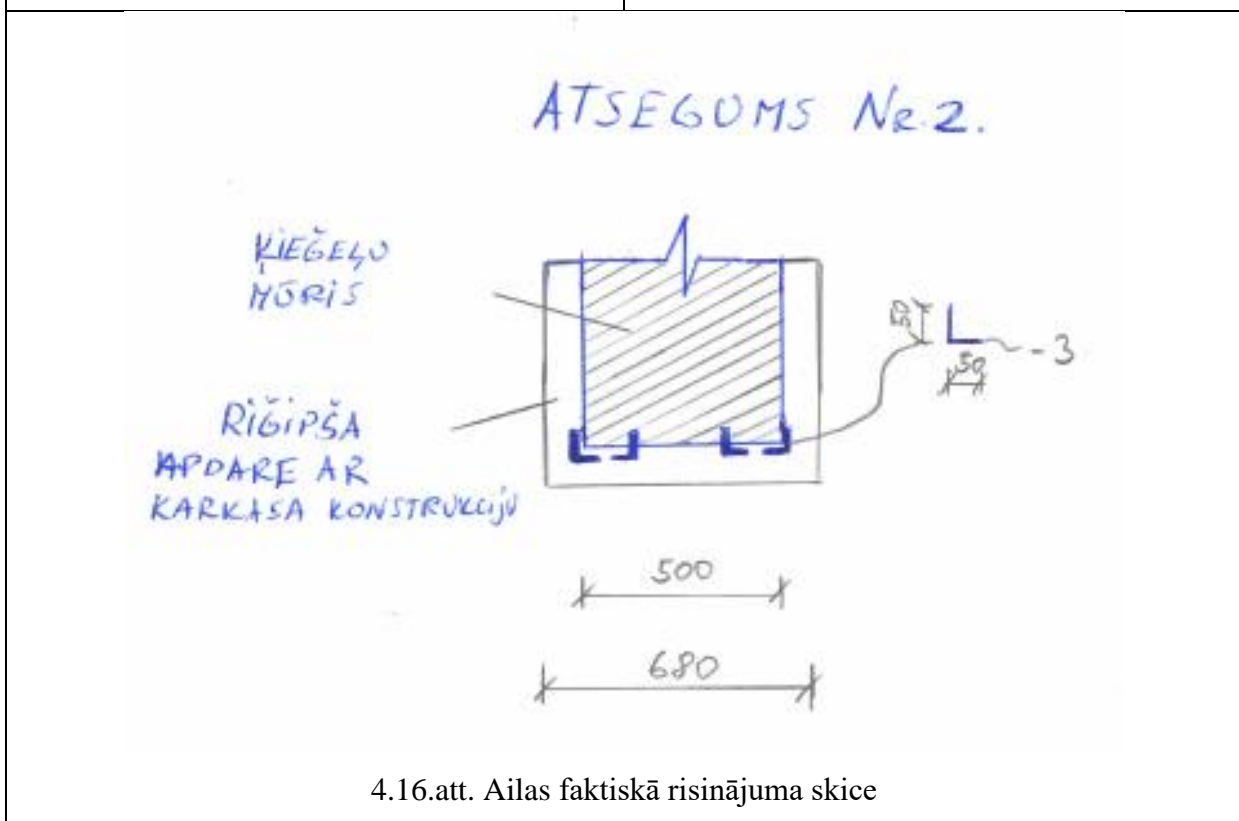 ATSEGUMS NR.2.
ĶIEĢEĻU
MŪRIS
RIĢIPŠA
APDARE AR
KARKASA KONSTRUKCIJU
50
50
-3
500
680
4.16.att. Ailas faktiskā risinājuma skice